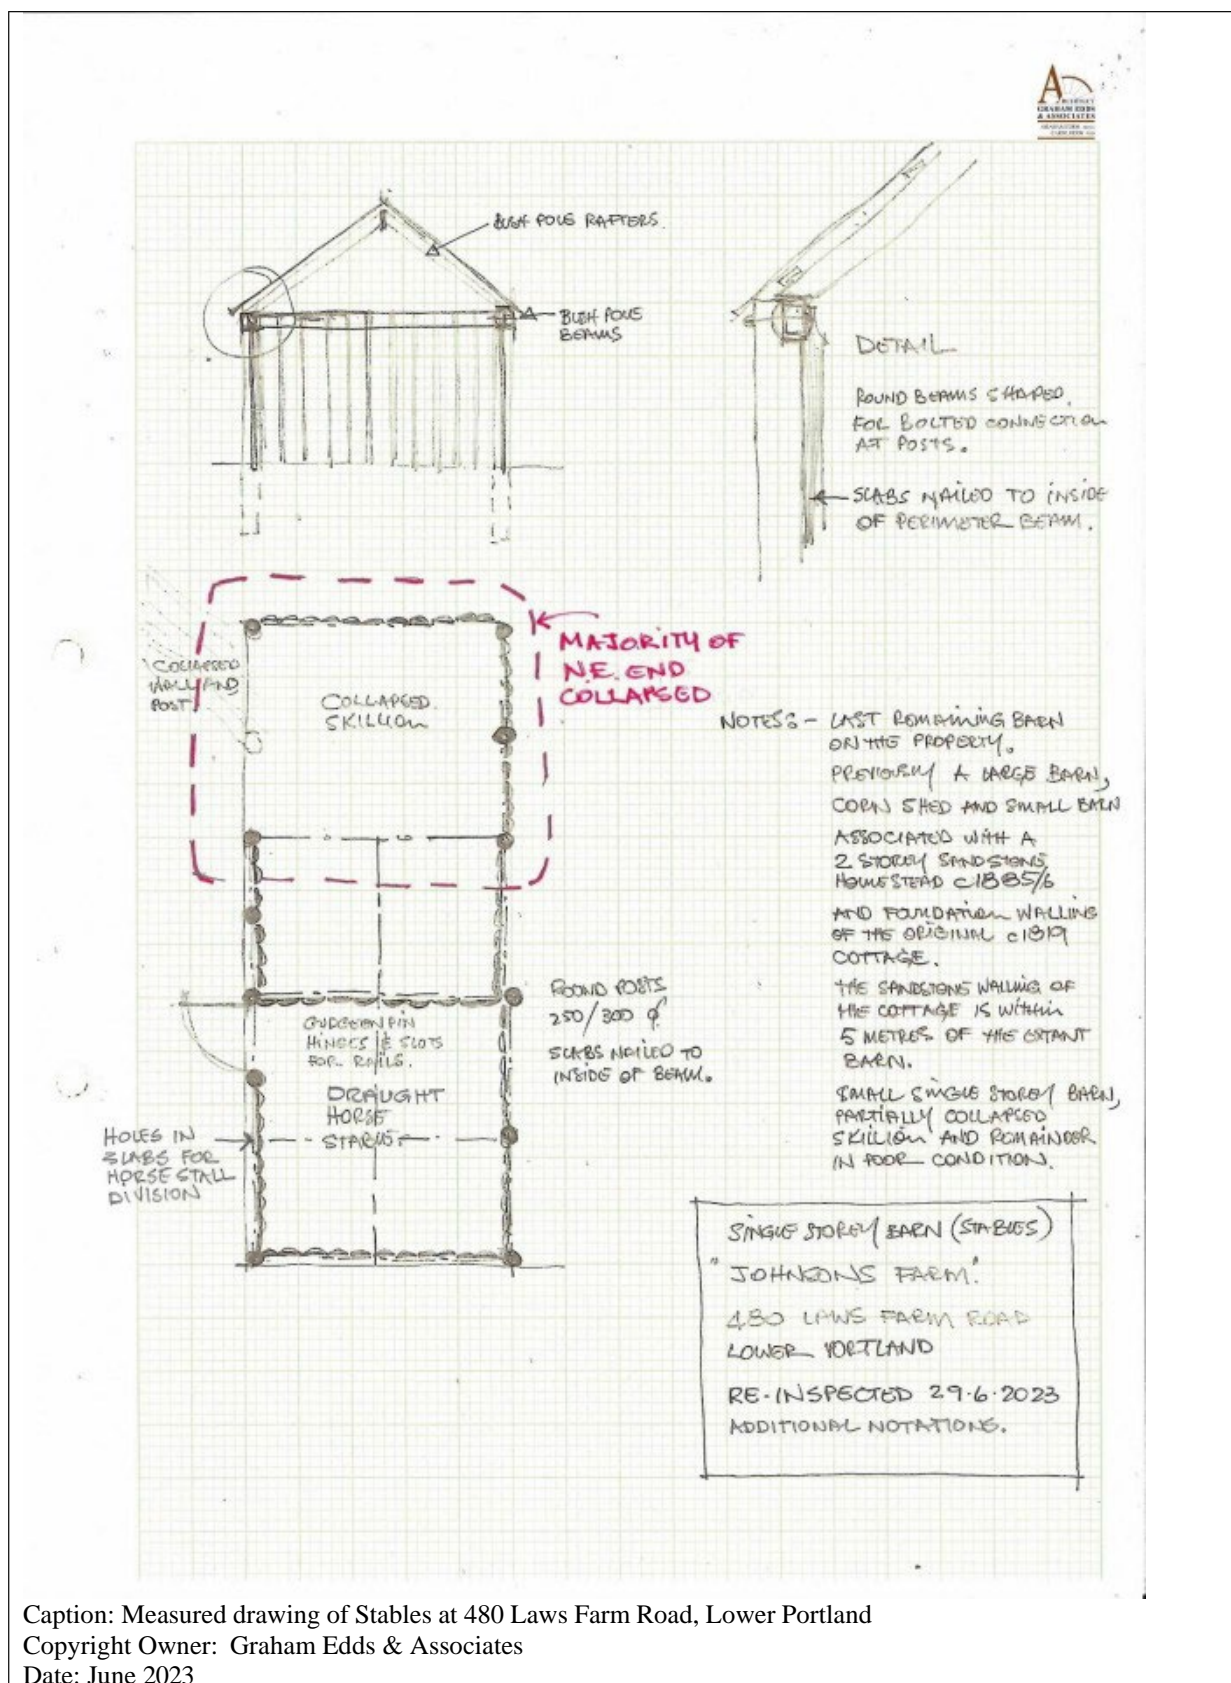 GRAHAM EDDS
& ASSOCIATES
BUSH POLE RAFTERS.
BUSH POLE
BEAMS
DETAIL
ROUND BEAMS SHAPED.
FOR BOLTED CONNECTION
AT POSTS.
SLABS NAILED TO INSIDE
OF PERIMETER BEAM.
MAJORITY OF
N.E. END
COLLAPSED
COLLAPSED
WALL AND
POST
COLLAPSED.
SKILLION
NOTES:- LAST REMAINING BARN
ON THE PROPERTY.
PREVIOUSLY A LARGE BARN,
CORN SHED AND SMALL BARN
ASSOCIATED WITH A
2 STOREY SANDSTONE
HOMESTEAD c1885/6
AND FOUNDATION WALLING
OF THE ORIGINAL c1819
COTTAGE.
THE SANDSTONE WALLING OF
THE COTTAGE IS WITHIN
5 METRES OF THE EXTANT
BARN.
SMALL SINGLE STOREY BARN,
PARTIALLY COLLAPSED
SKILLION AND REMAINDER
IN POOR CONDITION.
ROUND POSTS
250/300 φ
SLABS NAILED TO
INSIDE OF BEAM.
GUDGEON PIN
HINGES & SLOTS
FOR RAILS.
DRAUGHT
HORSE
STABLE
HOLES IN
SLABS FOR
HORSE STALL
DIVISION
SINGLE STOREY BARN (STABLES)
"JOHNSONS FARM".
480 LAWS FARM ROAD
LOWER PORTLAND
RE-INSPECTED 29.6.2023
ADDITIONAL NOTATIONS.
Caption: Measured drawing of Stables at 480 Laws Farm Road, Lower Portland
Copyright Owner: Graham Edds & Associates
Date: June 2023